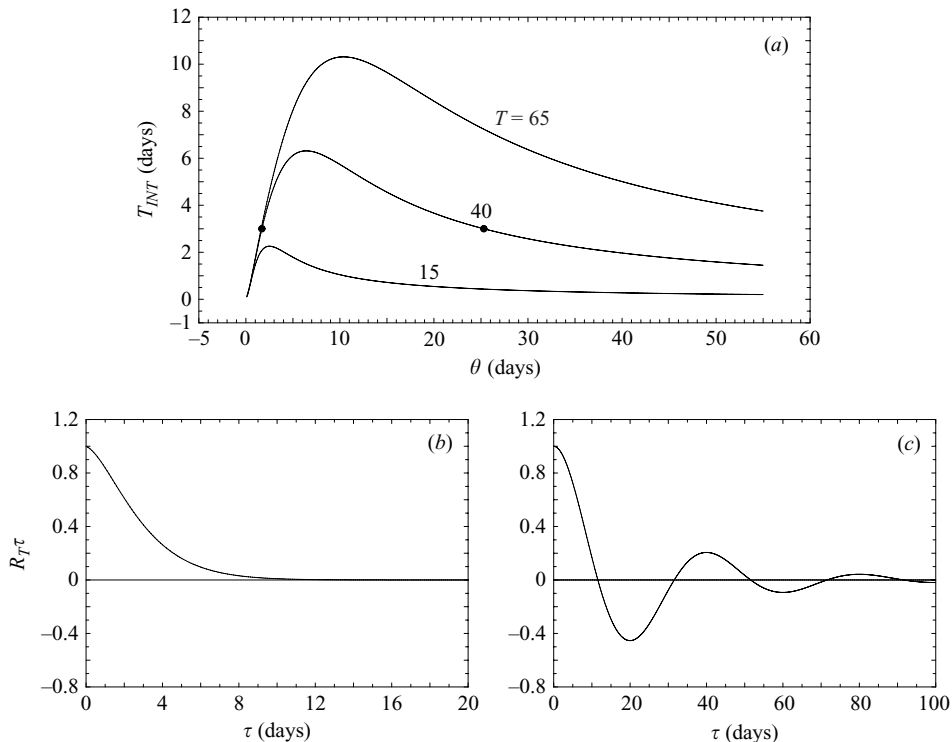 12
(a)
10
T = 65
8
T_INT (days)
6
40
4
2
15
0
–1
–5 0 10 20 30 40 50 60
θ (days)
1.2 1.2
(b) (c)
0.8 0.8
0.4 0.4
R_Tτ
0 0
–0.4 –0.4
–0.8 –0.8
0 4 8 12 16 20 0 20 40 60 80 100
τ (days) τ (days)